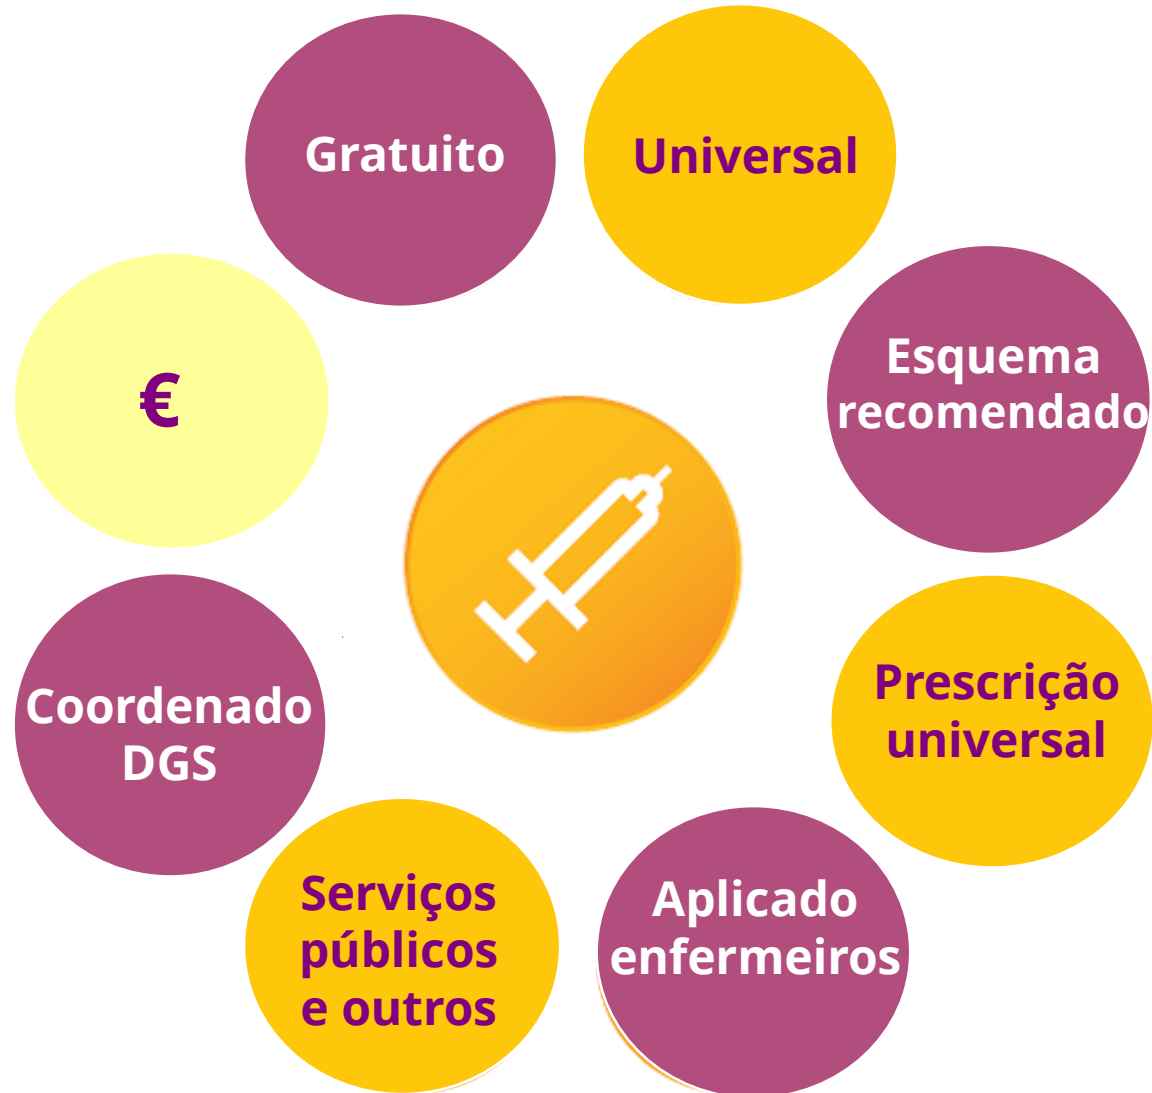 Gratuito
Universal
Esquema
recomendado
Prescrição
universal
Aplicado
enfermeiros
Serviços
públicos
e outros
Coordenado
DGS
€